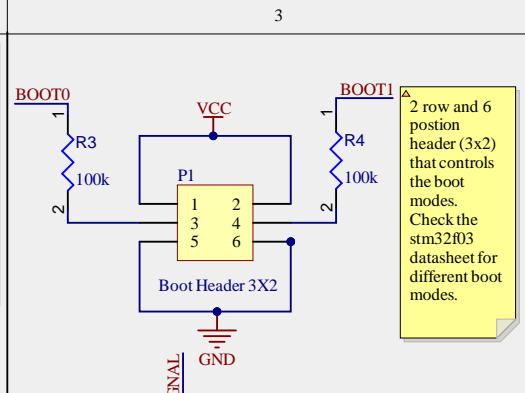 3
BOOT0
1
R3
100k
2
VCC
P1
1 2
3 4
5 6
Boot Header 3X2
GND
BOOT1
1
R4
100k
2
2 row and 6
postion
header (3x2)
that controls
the boot
modes.
Check the
stm32f03
datasheet for
different boot
modes.